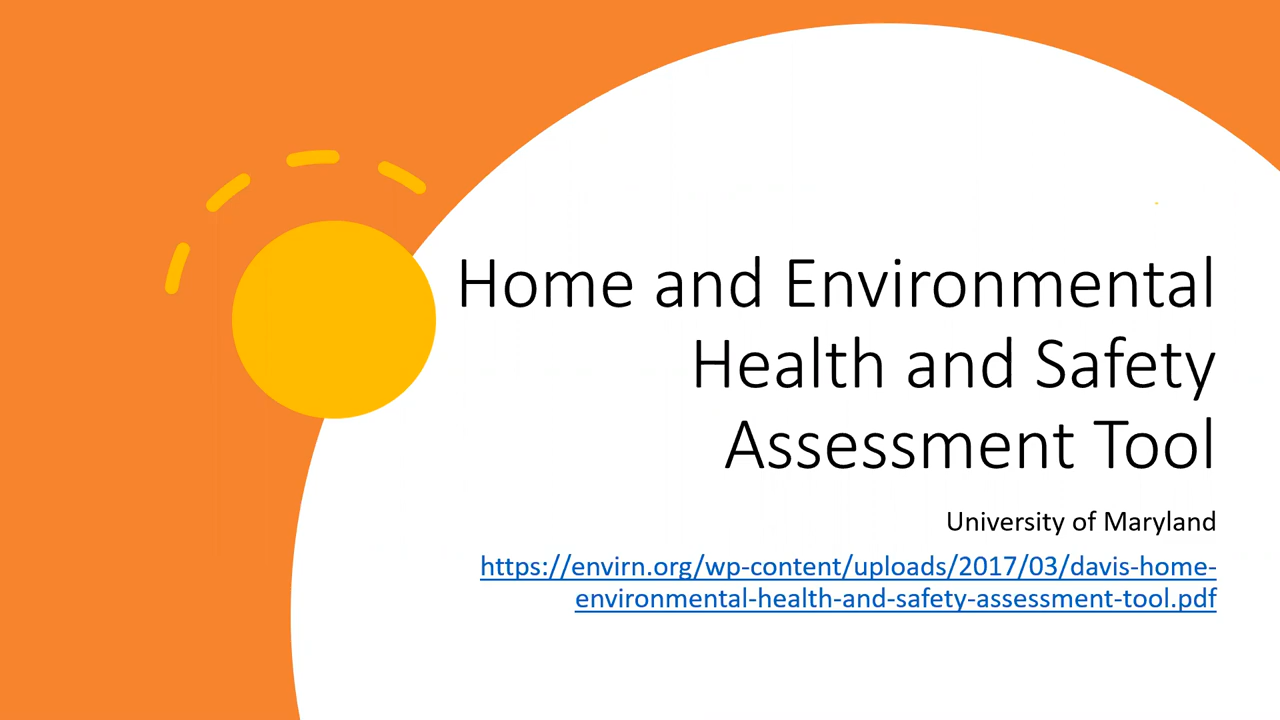 Home and Environmental
Health and Safety
Assessment Tool
University of Maryland
https://envirn.org/wp-content/uploads/2017/03/davis-home-
environmental-health-and-safety-assessment-tool.pdf